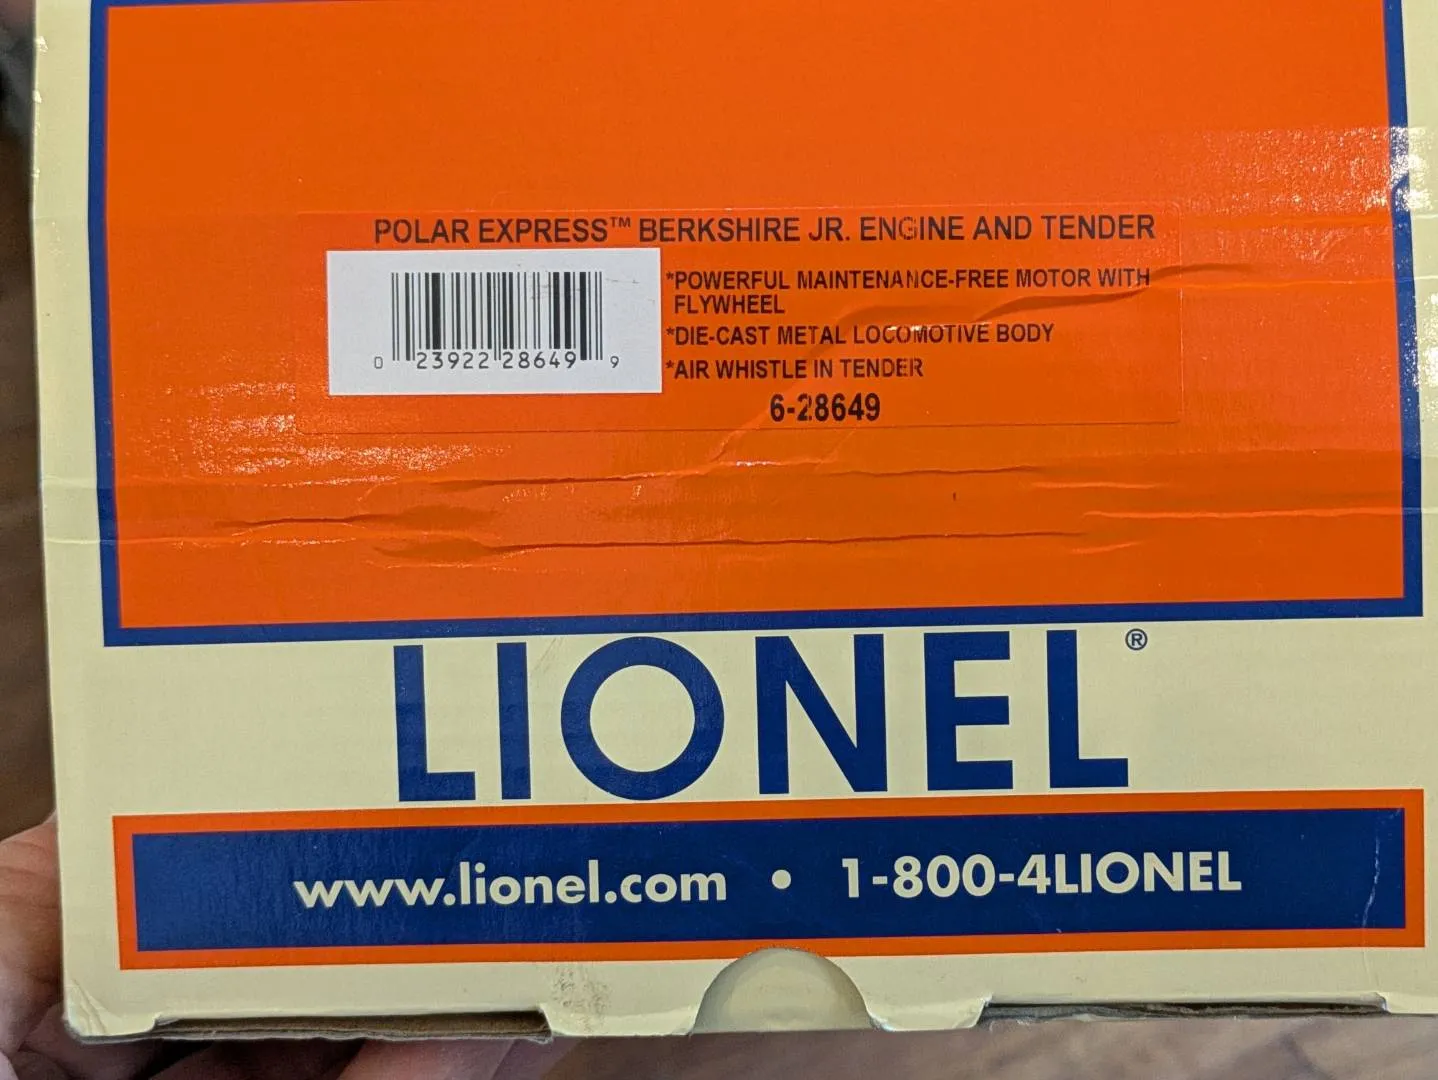 POLAR EXPRESS™ BERKSHIRE JR. ENGINE AND TENDER
*POWERFUL MAINTENANCE-FREE MOTOR WITH
FLYWHEEL
*DIE-CAST METAL LOCOMOTIVE BODY
*AIR WHISTLE IN TENDER
6-28649
0 23922 28649 9
LIONEL®
www.lionel.com • 1-800-4LIONEL